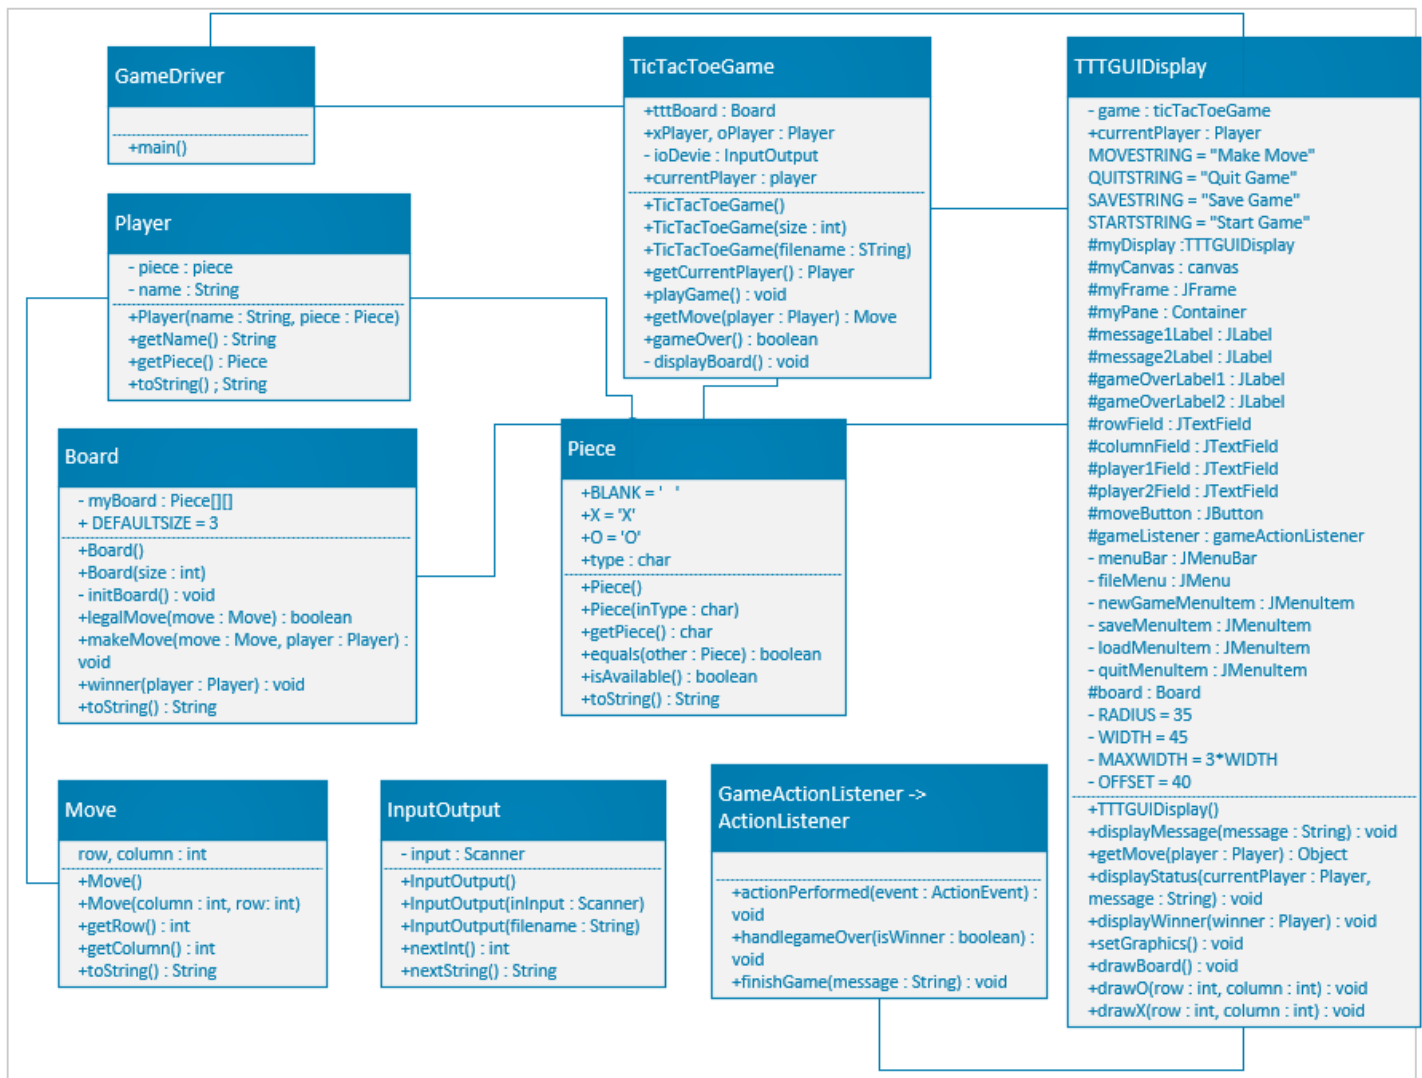 GameDriver
+main()
TicTacToeGame
+tttBoard : Board
+xPlayer, oPlayer : Player
- ioDevie : InputOutput
+currentPlayer : player
+TicTacToeGame()
+TicTacToeGame(size : int)
+TicTacToeGame(filename : STring)
+getCurrentPlayer() : Player
+playGame() : void
+getMove(player : Player) : Move
+gameOver() : boolean
- displayBoard() : void
TTTGUIDisplay
- game : ticTacToeGame
+currentPlayer : Player
MOVESTRING = "Make Move"
QUITSTRING = "Quit Game"
SAVESTRING = "Save Game"
STARTSTRING = "Start Game"
#myDisplay :TTTGUIDisplay
#myCanvas : canvas
#myFrame : JFrame
#myPane : Container
#message1Label : JLabel
#message2Label : JLabel
#gameOverLabel1 : JLabel
#gameOverLabel2 : JLabel
#rowField : JTextField
#columnField : JTextField
#player1Field : JTextField
#player2Field : JTextField
#moveButton : JButton
#gameListener : gameActionListener
- menuBar : JMenuBar
- fileMenu : JMenu
- newGameMenuItem : JMenuItem
- saveMenuItem : JMenuItem
- loadMenuItem : JMenuItem
- quitMenuItem : JMenuItem
#board : Board
- RADIUS = 35
- WIDTH = 45
- MAXWIDTH = 3*WIDTH
- OFFSET = 40
+TTTGUIDisplay()
+displayMessage(message : String) : void
+getMove(player : Player) : Object
+displayStatus(currentPlayer : Player,
message : String) : void
+displayWinner(winner : Player) : void
+setGraphics() : void
+drawBoard() : void
+drawO(row : int, column : int) : void
+drawX(row : int, column : int) : void
Player
- piece : piece
- name : String
+Player(name : String, piece : Piece)
+getName() : String
+getPiece() : Piece
+toString() ; String
Board
- myBoard : Piece[][]
+ DEFAULTSIZE = 3
+Board()
+Board(size : int)
- initBoard() : void
+legalMove(move : Move) : boolean
+makeMove(move : Move, player : Player) :
void
+winner(player : Player) : void
+toString() : String
Piece
+BLANK = '  '
+X = 'X'
+O = 'O'
+type : char
+Piece()
+Piece(inType : char)
+getPiece() : char
+equals(other : Piece) : boolean
+isAvailable() : boolean
+toString() : String
Move
row, column : int
+Move()
+Move(column : int, row: int)
+getRow() : int
+getColumn() : int
+toString() : String
InputOutput
- input : Scanner
+InputOutput()
+InputOutput(inInput : Scanner)
+InputOutput(filename : String)
+nextInt() : int
+nextString() : String
GameActionListener ->
ActionListener
+actionPerformed(event : ActionEvent) :
void
+handlegameOver(isWinner : boolean) :
void
+finishGame(message : String) : void